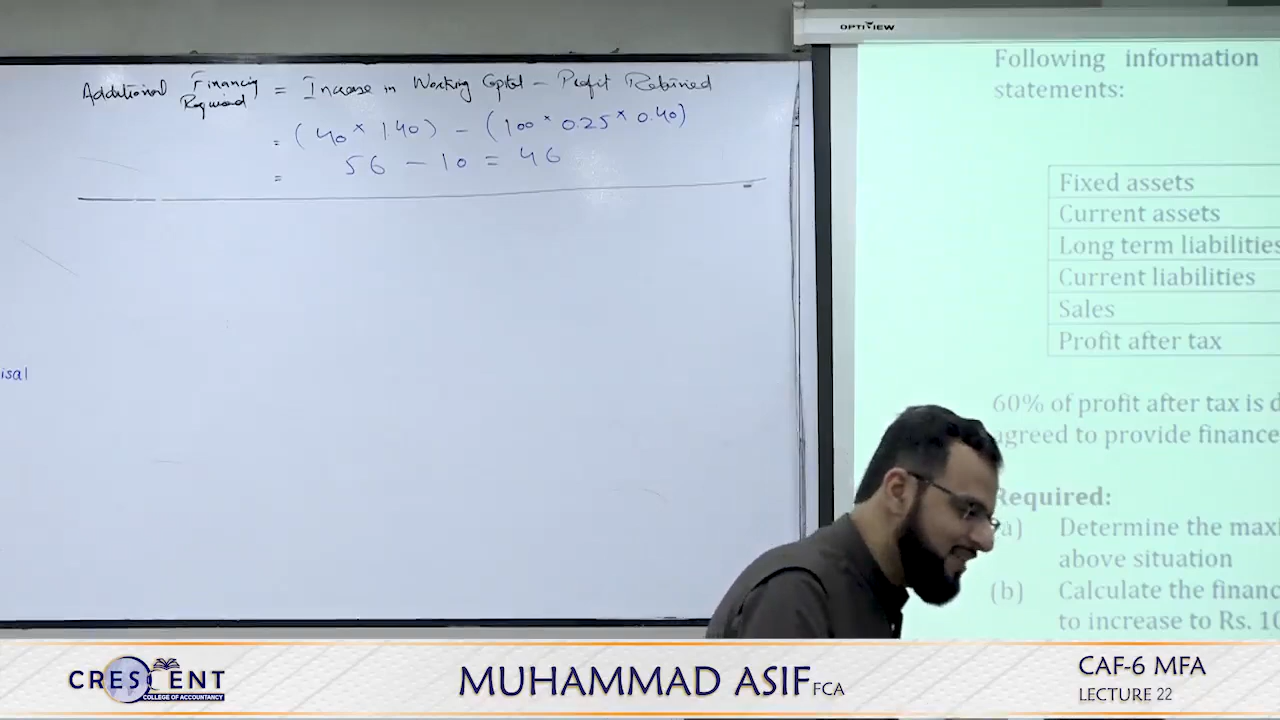 Additional Financing Required = Increase in Working Capital – Profit Retained
= (40 × 140) – (100 × 0.25 × 0.40)
= 56 – 10 = 46
isal
OPTIVIEW
Following information
statements:
Fixed assets
Current assets
Long term liabilities
Current liabilities
Sales
Profit after tax
60% of profit after tax is d
agreed to provide finance
Required:
a) Determine the maxi
above situation
(b) Calculate the financ
to increase to Rs. 10
CRESCENT
COLLEGE OF ACCOUNTANCY
MUHAMMAD ASIF FCA
CAF-6 MFA
LECTURE 22